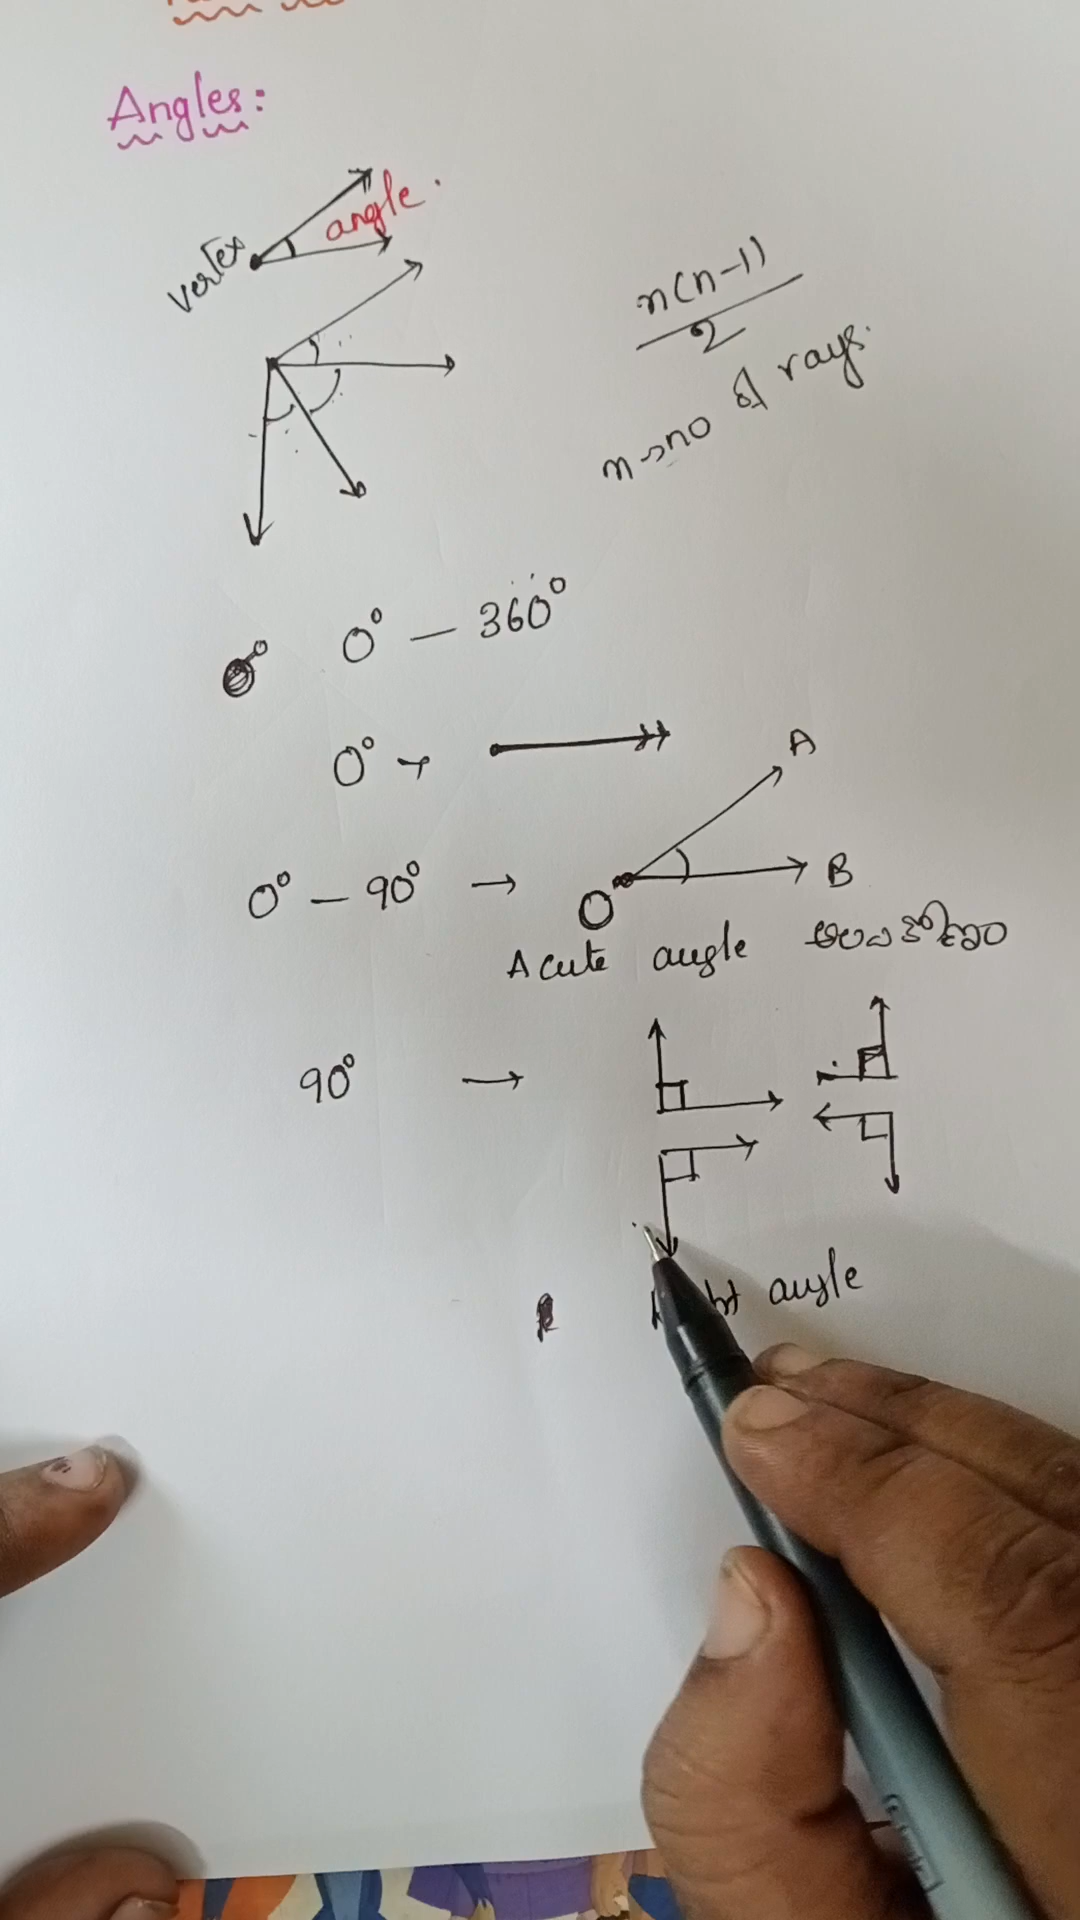 Angles:
angle.
vertex
n(n-1)
2
n→no of rays.
0° — 360°
0° →
A
0° — 90° →
B
O
Acute angle
90° →
angle